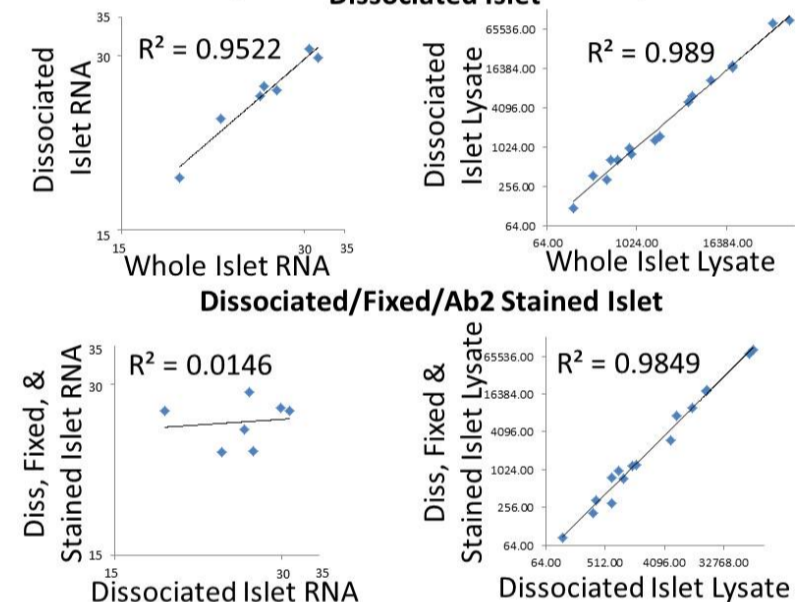 Dissociated Islet
R² = 0.9522
Dissociated
Islet RNA
35
30
15
15
30
35
Whole Islet RNA
R² = 0.989
Dissociated
Islet Lysate
65536.00
16384.00
4096.00
1024.00
256.00
64.00
64.00
1024.00
16384.00
Whole Islet Lysate
Dissociated/Fixed/Ab2 Stained Islet
R² = 0.0146
Diss, Fixed, &
Stained Islet RNA
35
30
15
15
30
35
Dissociated Islet RNA
R² = 0.9849
Diss, Fixed &
Stained Islet Lysate
65536.00
16384.00
4096.00
1024.00
256.00
64.00
64.00
512.00
4096.00
32768.00
Dissociated Islet Lysate